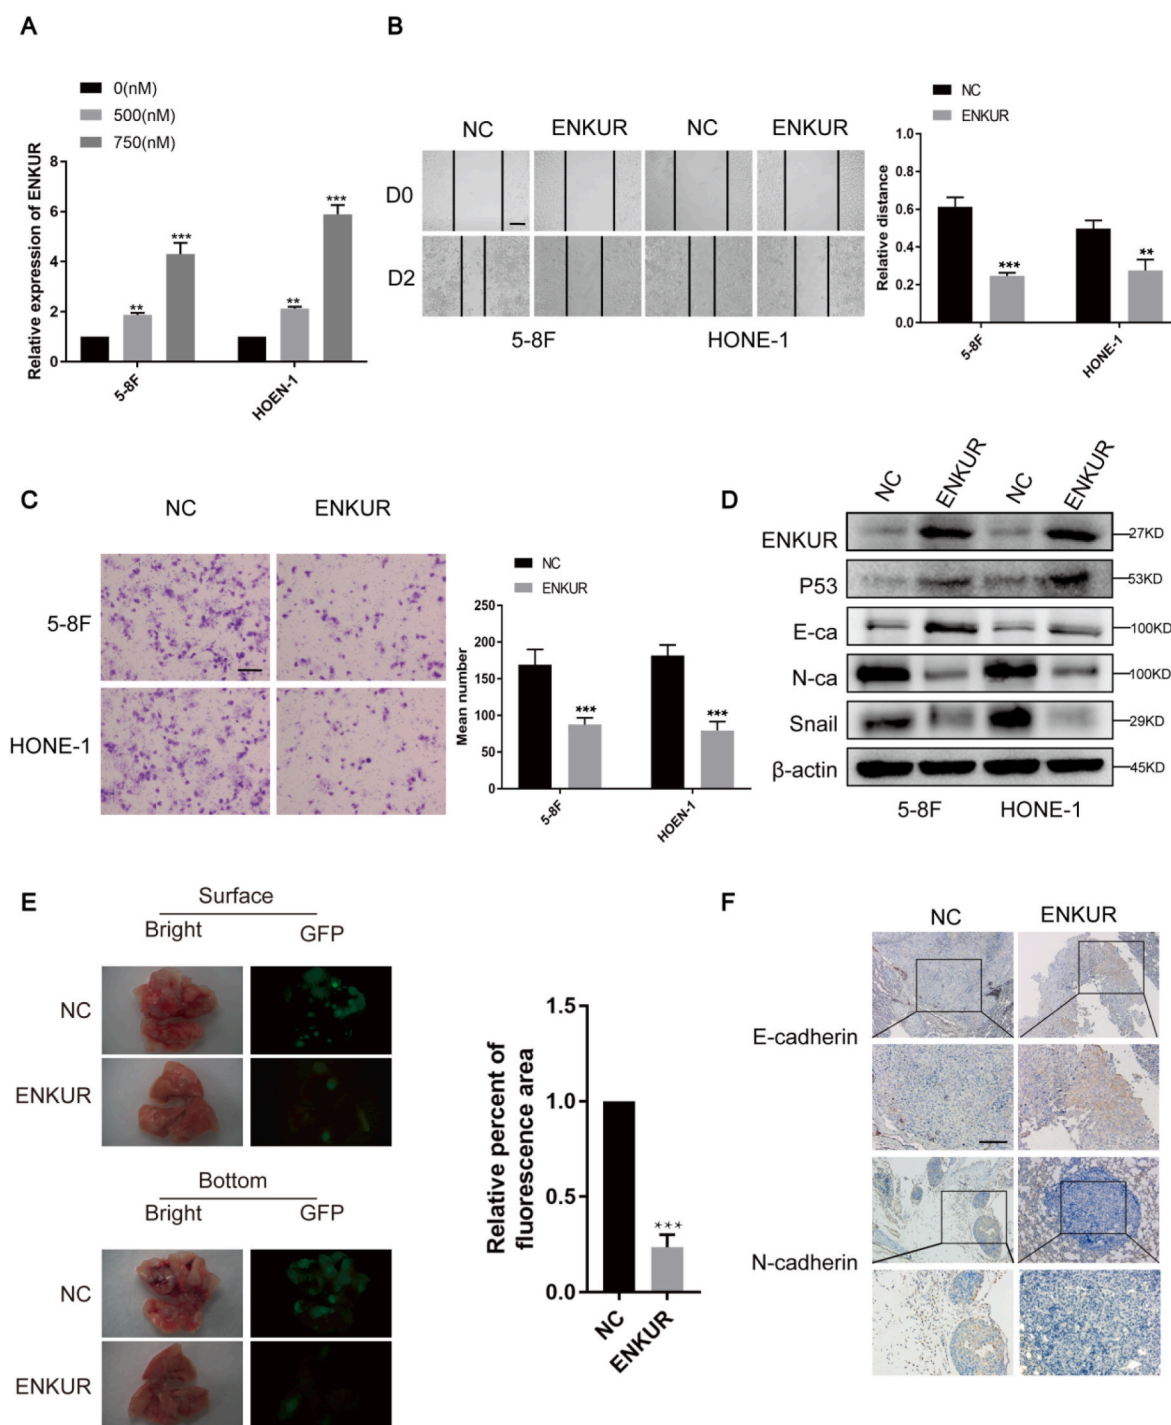 A
0(nM)
500(nM)
750(nM)
Relative expression of ENKUR
8
6
4
2
0
**
***
**
***
5-8F
HOEN-1
B
NC ENKUR NC ENKUR
D0
D2
5-8F HONE-1
NC
ENKUR
Relative distance
1.0
0.8
0.6
0.4
0.2
0.0
***
**
5-8F
HONE-1
C
NC ENKUR
5-8F
HONE-1
NC
ENKUR
Mean number
250
200
150
100
50
0
***
***
5-8F
HOEN-1
D
NC ENKUR NC ENKUR
ENKUR 27KD
P53 53KD
E-ca 100KD
N-ca 100KD
Snail 29KD
β-actin 45KD
5-8F HONE-1
E
Surface
Bright GFP
NC
ENKUR
Bottom
Bright GFP
NC
ENKUR
Relative percent of
fluorescence area
1.5
1.0
0.5
0.0
***
NC
ENKUR
F
NC ENKUR
E-cadherin
N-cadherin